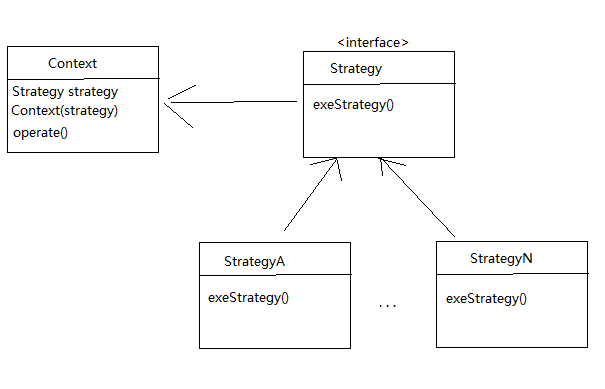 Context
Strategy strategy
Context(strategy)
operate()
<interface>
Strategy
exeStrategy()
StrategyA
exeStrategy()
...
StrategyN
exeStrategy()